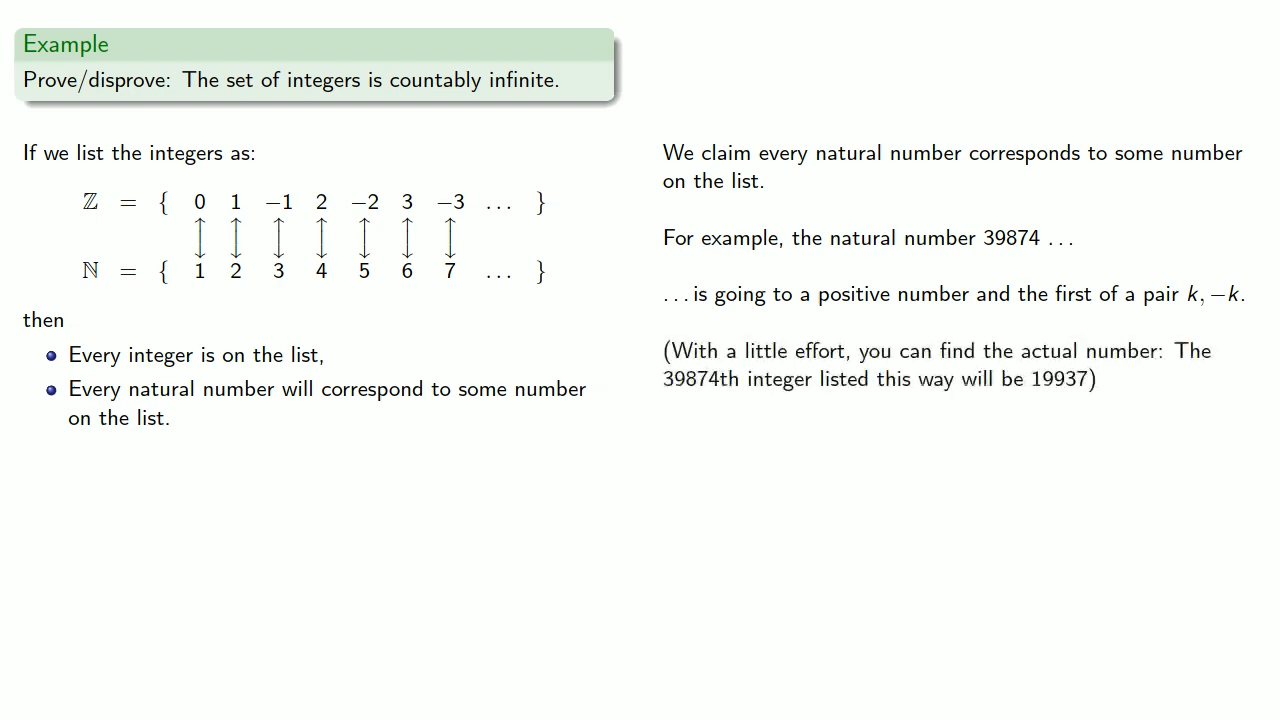 Example
Prove/disprove: The set of integers is countably infinite.
If we list the integers as:
ℤ = { 0 1 −1 2 −2 3 −3 ... }
↕ ↕ ↕ ↕ ↕ ↕ ↕
ℕ = { 1 2 3 4 5 6 7 ... }
then
• Every integer is on the list,
• Every natural number will correspond to some number
on the list.
We claim every natural number corresponds to some number
on the list.
For example, the natural number 39874 ...
...is going to a positive number and the first of a pair k, −k.
(With a little effort, you can find the actual number: The
39874th integer listed this way will be 19937)